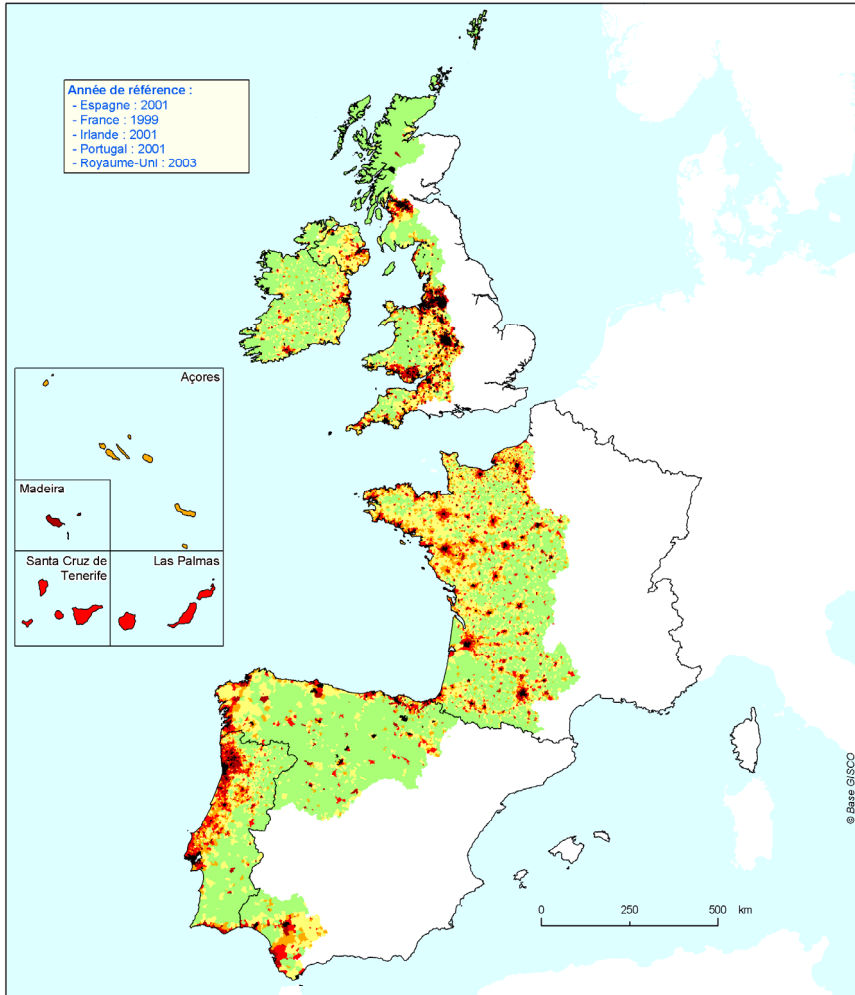 Année de référence :
- Espagne : 2001
- France : 1999
- Irlande : 2001
- Portugal : 2001
- Royaume-Uni : 2003
Açores
Madeira
Santa Cruz de
Tenerife
Las Palmas
© Base GISCO
0 250 500 km